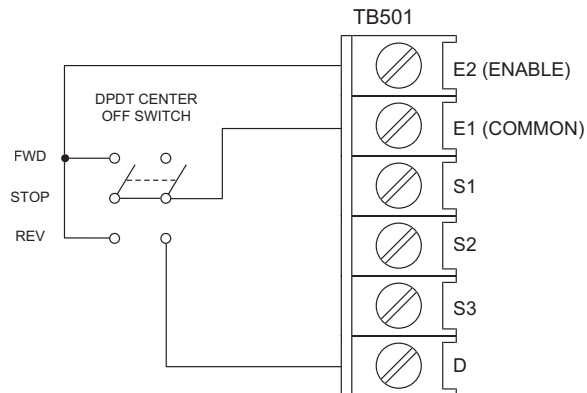 TB501
E2 (ENABLE)
DPDT CENTER
OFF SWITCH
E1 (COMMON)
FWD
S1
STOP
REV
S2
S3
D